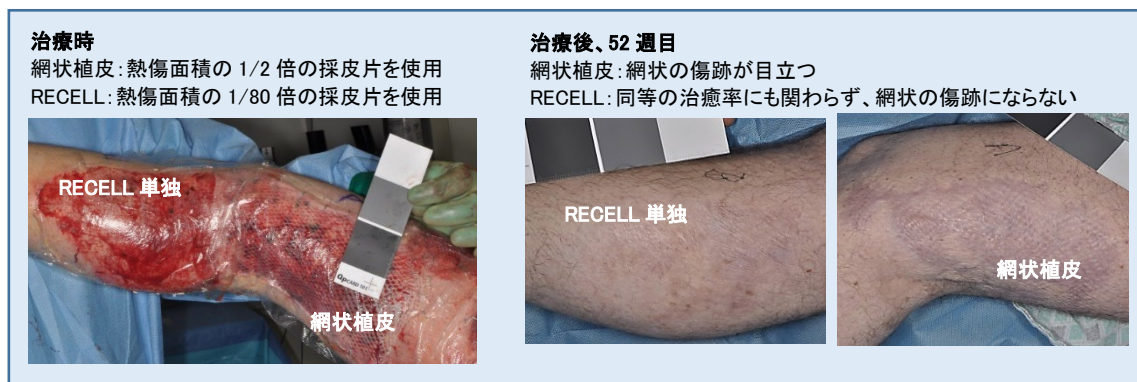 治療時
網状植皮：熱傷面積の 1/2 倍の採皮片を使用
RECELL：熱傷面積の 1/80 倍の採皮片を使用
RECELL 単独
網状植皮
治療後、52 週目
網状植皮：網状の傷跡が目立つ
RECELL：同等の治癒率にも関わらず、網状の傷跡にならない
RECELL 単独
網状植皮